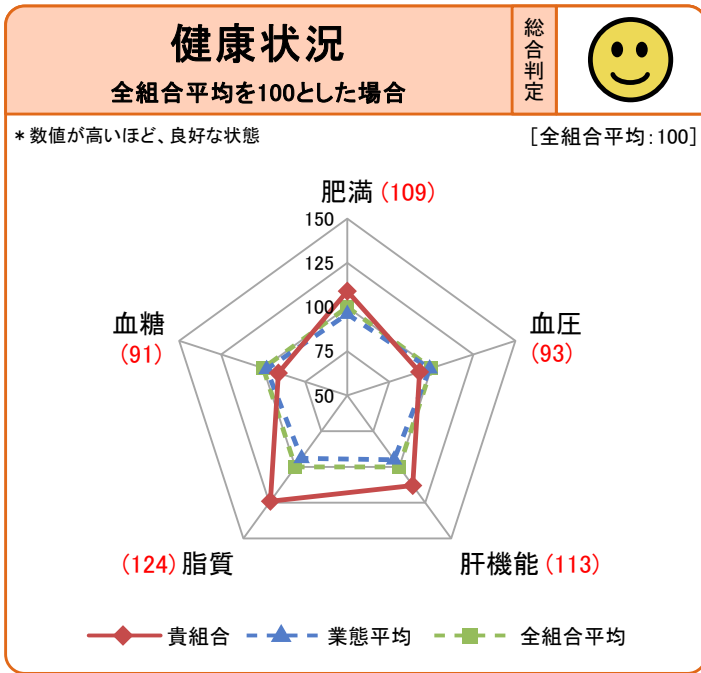 健康状況
全組合平均を100とした場合
総合判定
*数値が高いほど、良好な状態
[全組合平均:100]
肥満(109)
150
125
100
75
50
血糖
(91)
血圧
(93)
(124)脂質
肝機能(113)
貴組合
業態平均
全組合平均